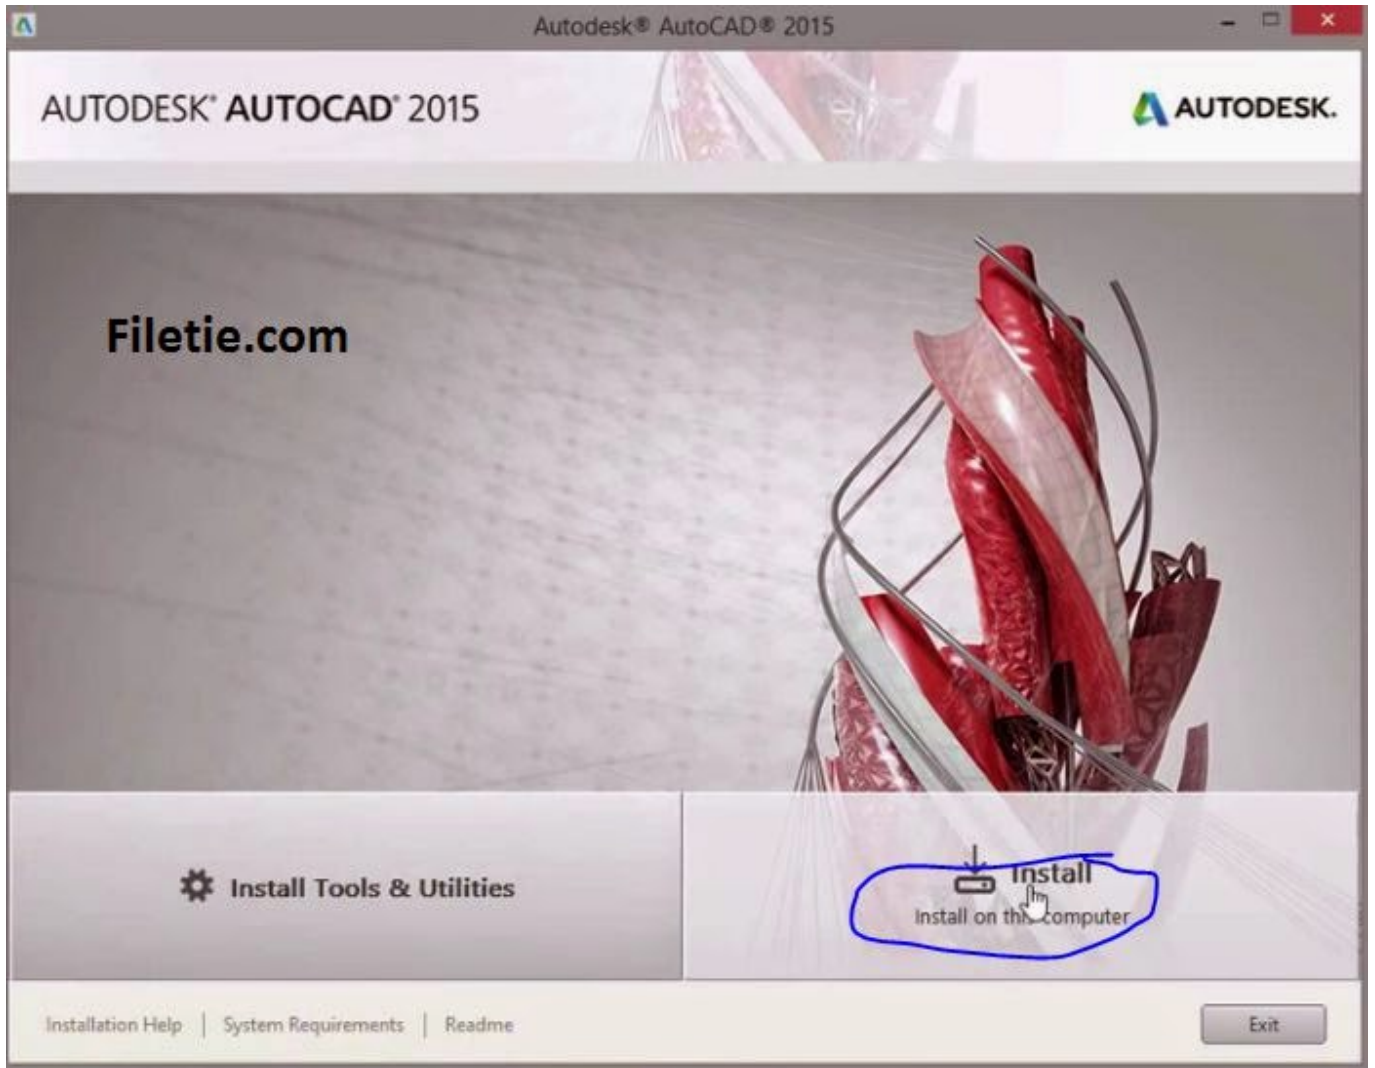 Autodesk® AutoCAD® 2015
AUTODESK® AUTOCAD® 2015
AUTODESK.
Filetie.com
Install Tools & Utilities
Install
Install on this computer
Installation Help | System Requirements | Readme
Exit